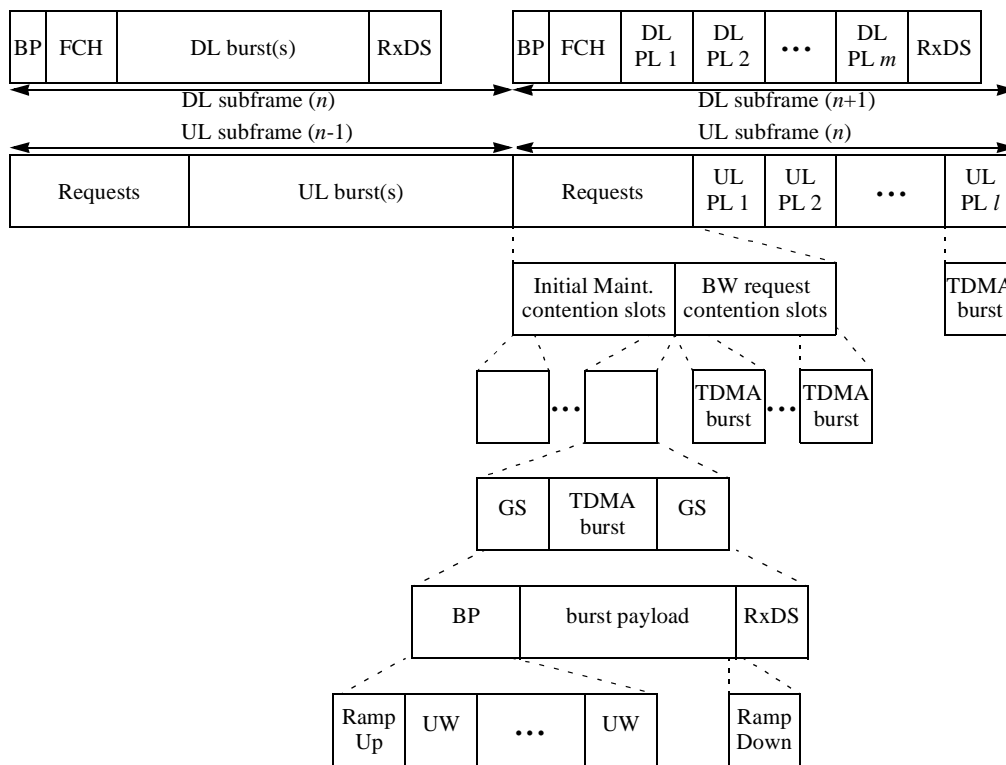 BP FCH DL burst(s) RxDS BP FCH DL PL 1 DL PL 2 ... DL PL m RxDS
DL subframe (n) DL subframe (n+1)
UL subframe (n-1) UL subframe (n)
Requests UL burst(s) Requests UL PL 1 UL PL 2 ... UL PL l
Initial Maint. contention slots BW request contention slots TDMA burst
... TDMA burst ... TDMA burst
GS TDMA burst GS
BP burst payload RxDS
Ramp Up UW ... UW Ramp Down